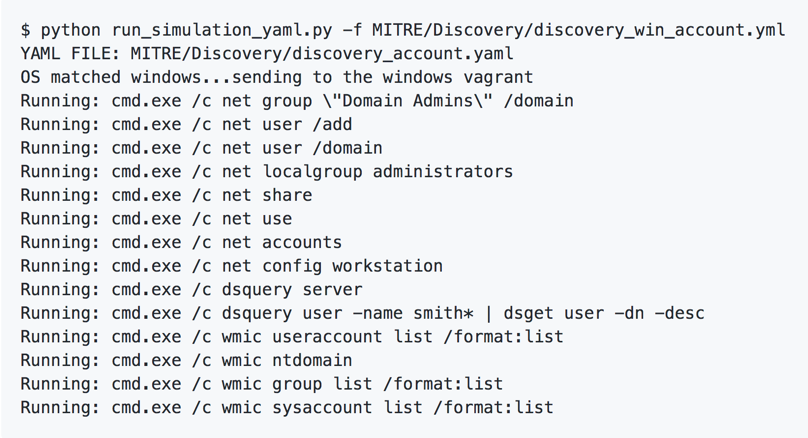 $ python run_simulation_yaml.py -f MITRE/Discovery/discovery_win_account.yml
YAML FILE: MITRE/Discovery/discovery_account.yaml
OS matched windows...sending to the windows vagrant
Running: cmd.exe /c net group \"Domain Admins\" /domain
Running: cmd.exe /c net user /add
Running: cmd.exe /c net user /domain
Running: cmd.exe /c net localgroup administrators
Running: cmd.exe /c net share
Running: cmd.exe /c net use
Running: cmd.exe /c net accounts
Running: cmd.exe /c net config workstation
Running: cmd.exe /c dsquery server
Running: cmd.exe /c dsquery user -name smith* | dsget user -dn -desc
Running: cmd.exe /c wmic useraccount list /format:list
Running: cmd.exe /c wmic ntdomain
Running: cmd.exe /c wmic group list /format:list
Running: cmd.exe /c wmic sysaccount list /format:list